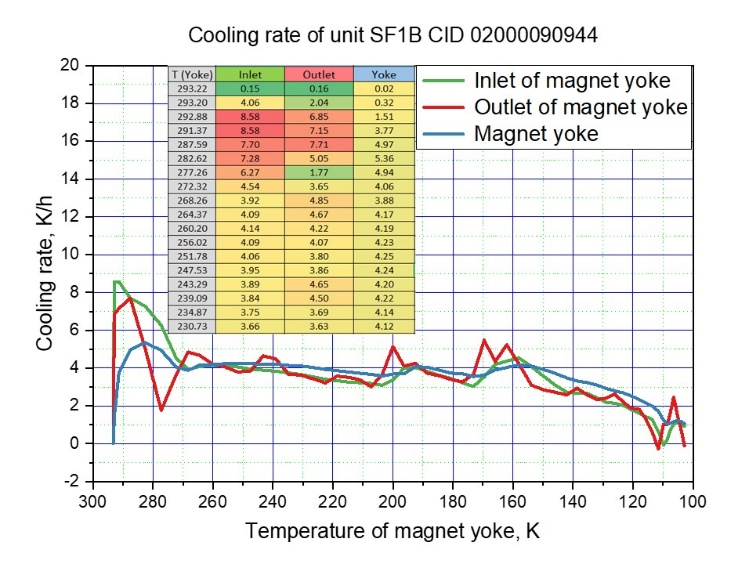 Cooling rate of unit SF1B CID 02000090944
Cooling rate, K/h
20
18
16
14
12
10
8
6
4
2
0
-2
T (Yoke) Inlet Outlet Yoke
293.22 0.15 0.16 0.02
293.20 4.06 2.04 0.32
292.88 8.58 6.85 1.51
291.37 8.58 7.15 3.77
287.59 7.70 7.71 4.97
282.62 7.28 5.05 5.36
277.26 6.27 1.77 4.94
272.32 4.54 3.65 4.06
268.26 3.92 4.85 3.88
264.37 4.09 4.67 4.17
260.20 4.14 4.22 4.19
256.02 4.09 4.07 4.23
251.78 4.06 3.80 4.25
247.53 3.95 3.86 4.24
243.29 3.89 4.65 4.20
239.09 3.84 4.50 4.22
234.87 3.75 3.69 4.14
230.73 3.66 3.63 4.12
Inlet of magnet yoke
Outlet of magnet yoke
Magnet yoke
300 280 260 240 220 200 180 160 140 120 100
Temperature of magnet yoke, K